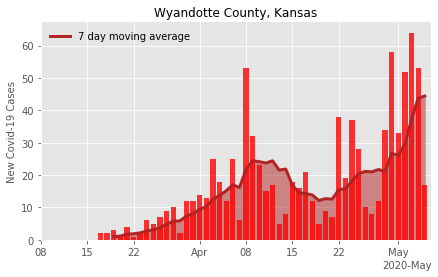 Wyandotte County, Kansas
7 day moving average
New Covid-19 Cases
60
50
40
30
20
10
0
08 15 22 Apr 08 15 22 May
2020-May